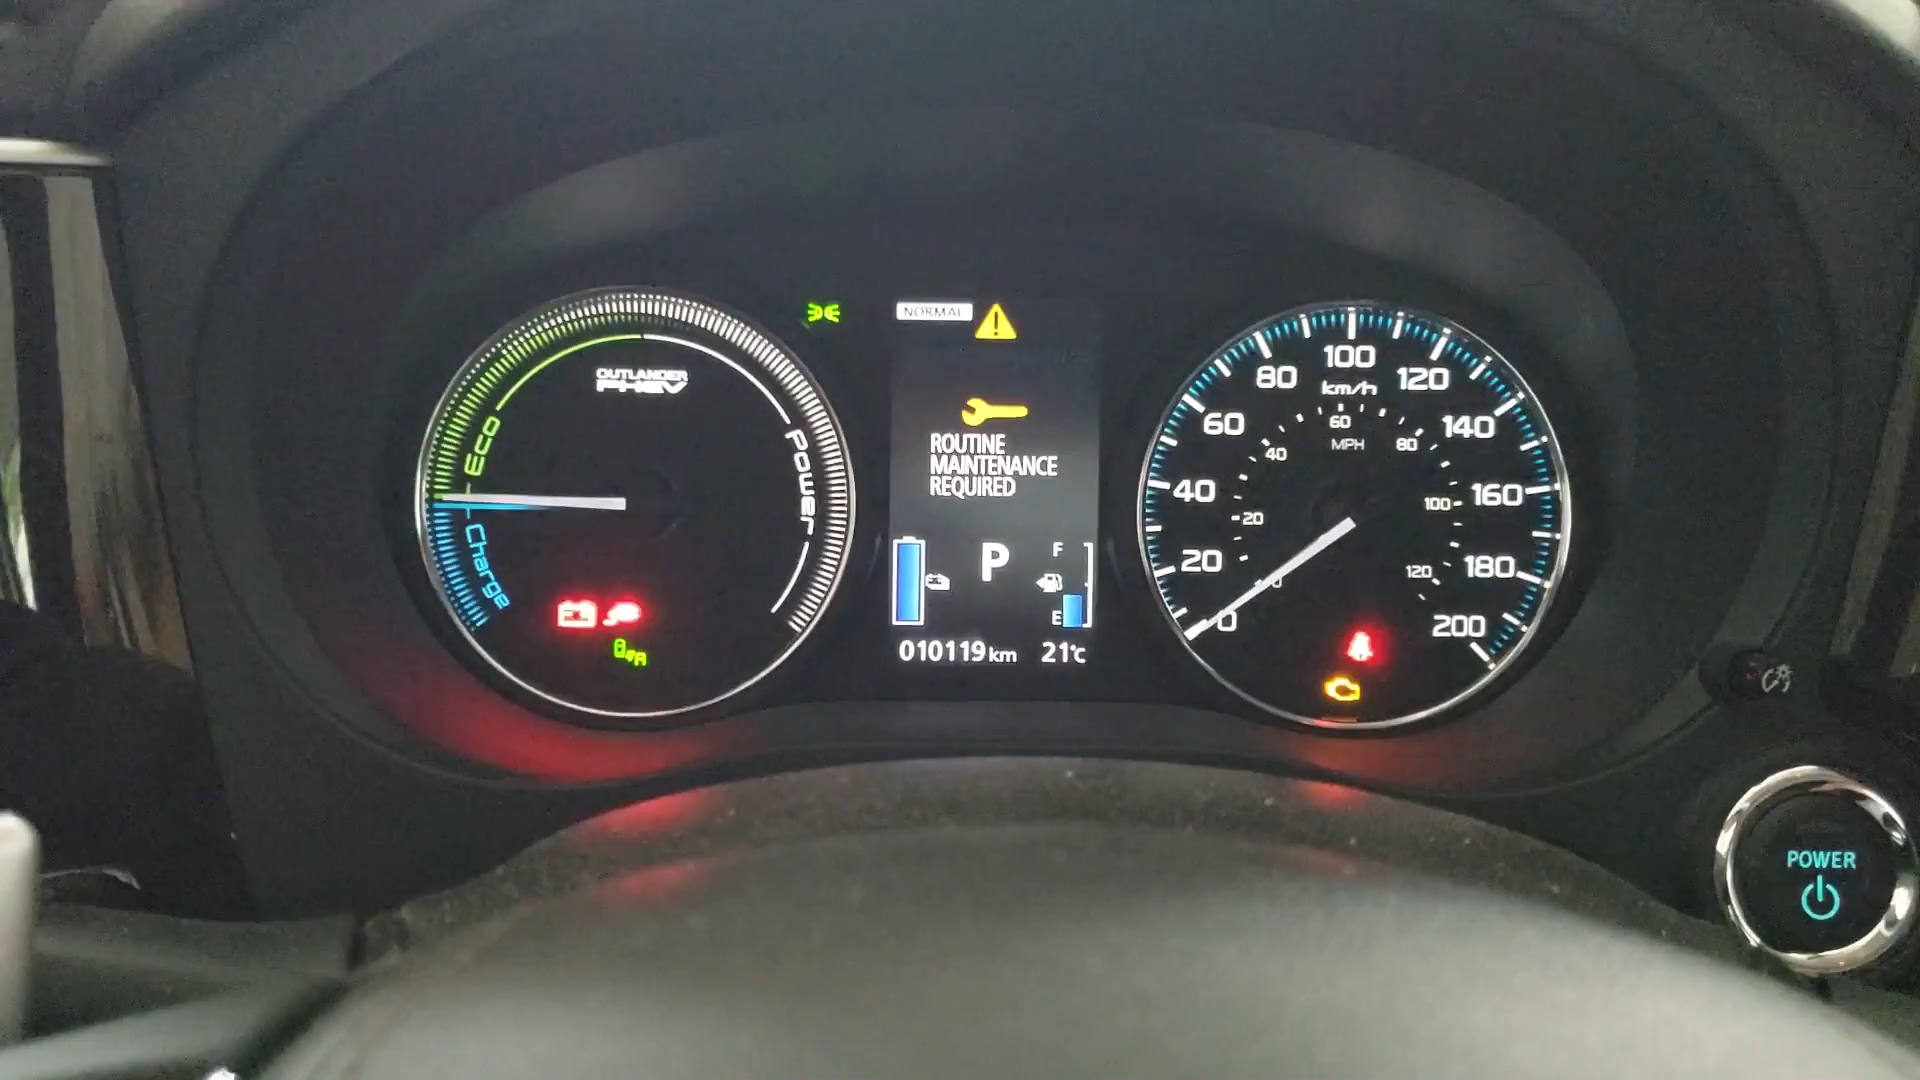 OUTLANDER
PHEV
Eco
Charge
Power
NORMAL
ROUTINE
MAINTENANCE
REQUIRED
P
F
E
010119 km 21°C
A
0
20
40
60
80
100
120
140
160
180
200
km/h
0
20
40
60
80
100
120
MPH
POWER